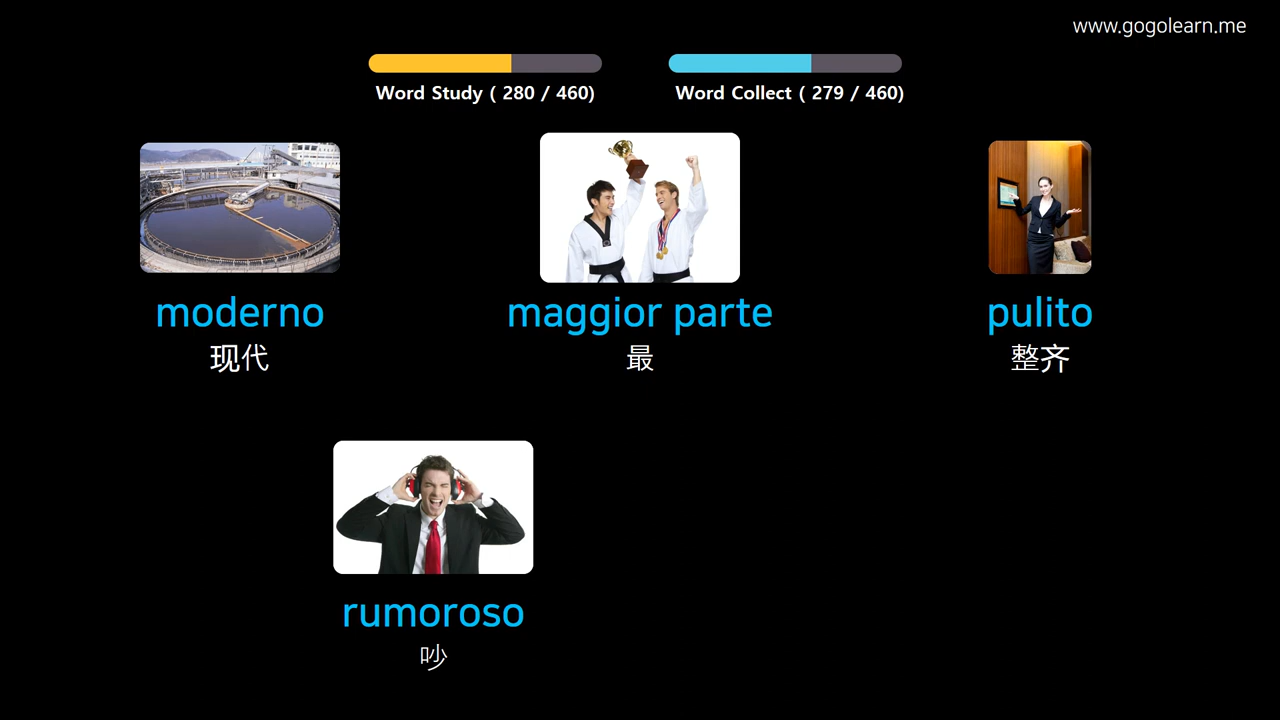 www.gogolearn.me
Word Study ( 280 / 460)
Word Collect ( 279 / 460)
moderno
现代
maggior parte
最
pulito
整齐
rumoroso
吵